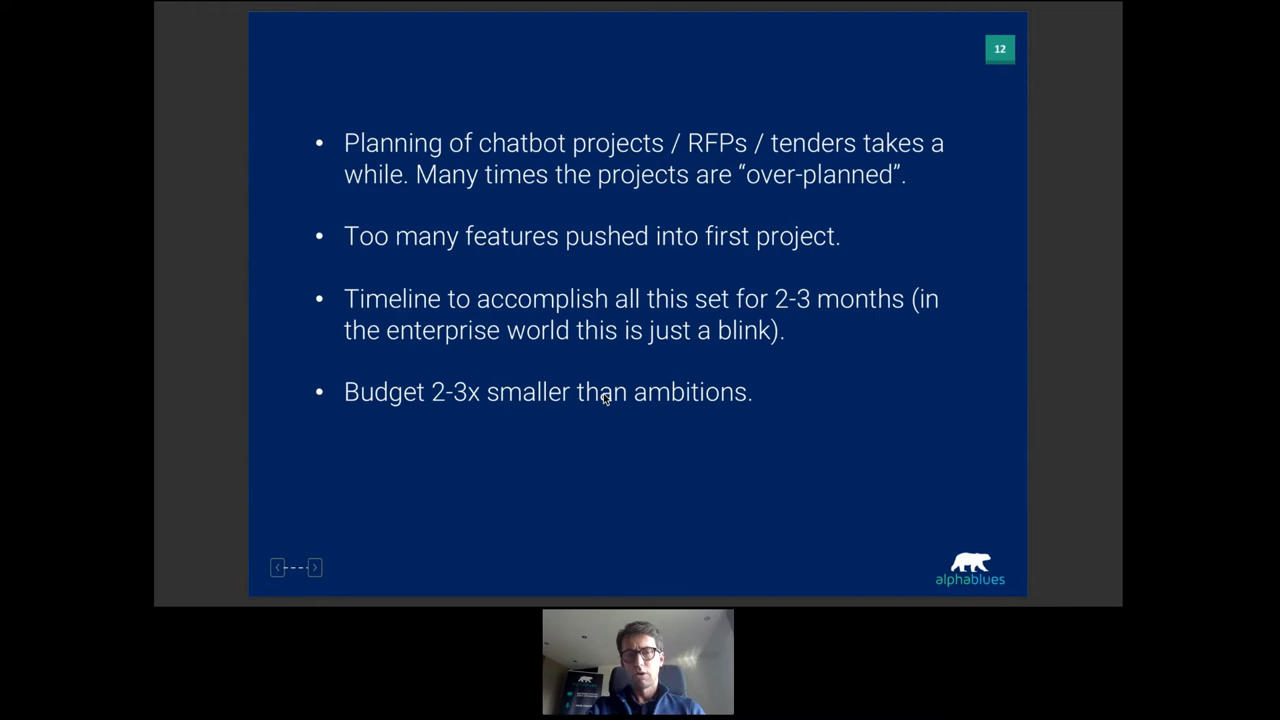 12
• Planning of chatbot projects / RFPs / tenders takes a
while. Many times the projects are “over-planned”.
• Too many features pushed into first project.
• Timeline to accomplish all this set for 2-3 months (in
the enterprise world this is just a blink).
• Budget 2-3x smaller than ambitions.
alphablues